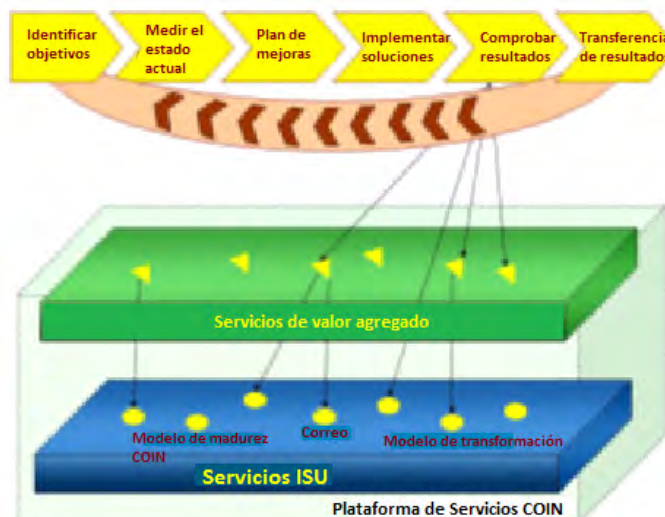 Identificar
objetivos
Medir el
estado
actual
Plan de
mejoras
Implementar
soluciones
Comprobar
resultados
Transferencia
de resultados
Servicios de valor agregado
Modelo de madurez
COIN
Correo
Modelo de transformación
Servicios ISU
Plataforma de Servicios COIN